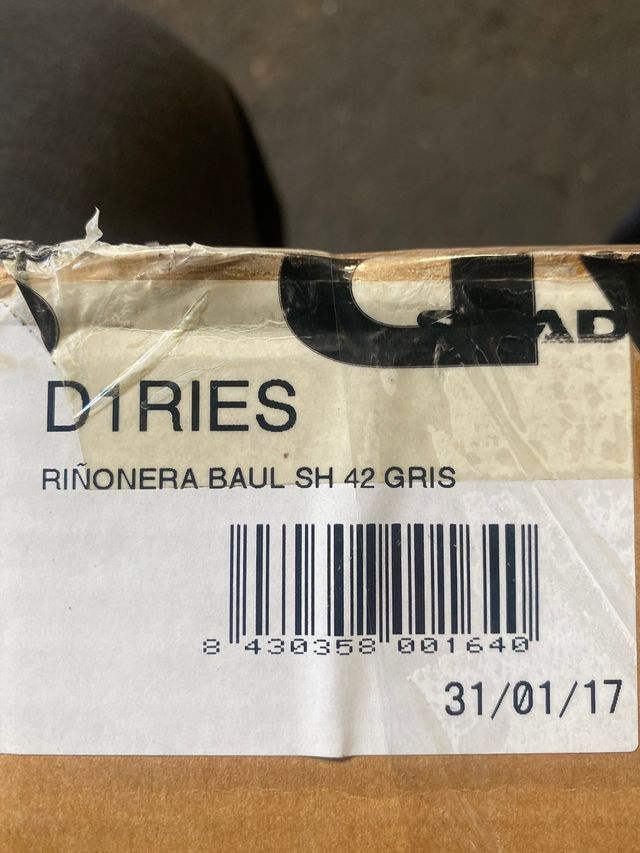 D1RIES
RIÑONERA BAUL SH 42 GRIS
8 430358 001640
31/01/17